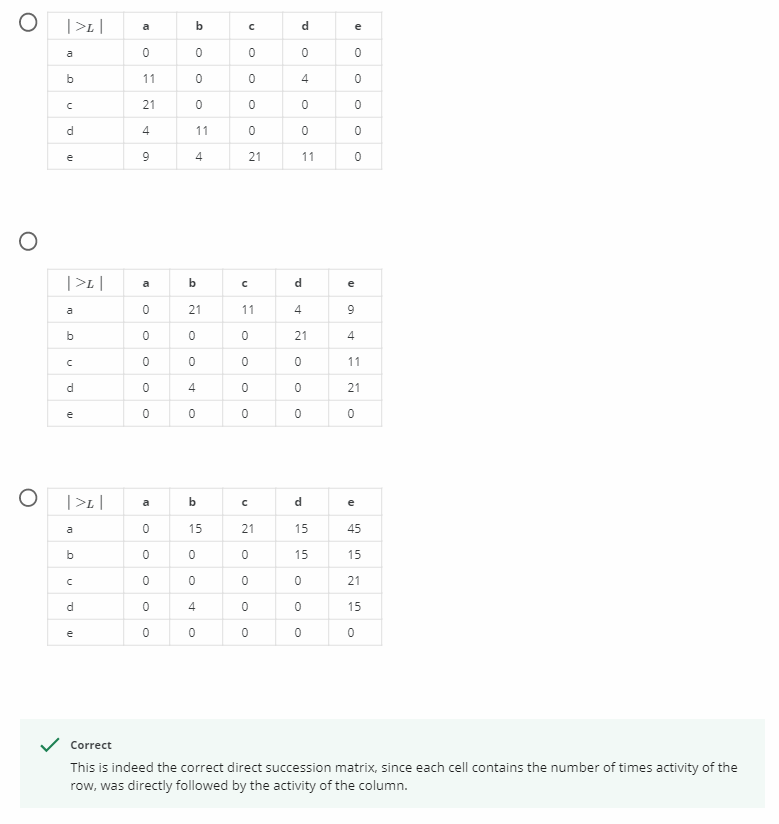 | >L | a b c d e
a 0 0 0 0 0
b 11 0 0 4 0
c 21 0 0 0 0
d 4 11 0 0 0
e 9 4 21 11 0
| >L | a b c d e
a 0 21 11 4 9
b 0 0 0 21 4
c 0 0 0 0 11
d 0 4 0 0 21
e 0 0 0 0 0
| >L | a b c d e
a 0 15 21 15 45
b 0 0 0 15 15
c 0 0 0 0 21
d 0 4 0 0 15
e 0 0 0 0 0
Correct
This is indeed the correct direct succession matrix, since each cell contains the number of times activity of the
row, was directly followed by the activity of the column.